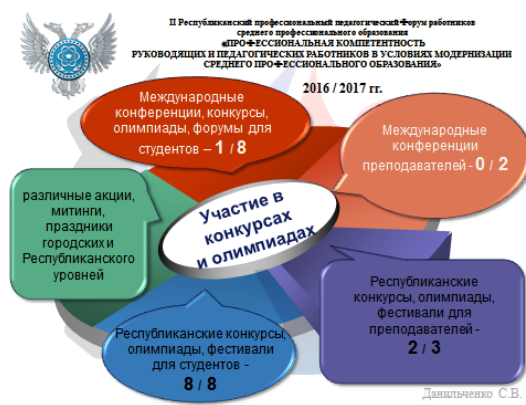 II Республиканский профессиональный педагогический Форум работников
среднего профессионального образования
«ПРОФЕССИОНАЛЬНАЯ КОМПЕТЕНТНОСТЬ
РУКОВОДЯЩИХ И ПЕДАГОГИЧЕСКИХ РАБОТНИКОВ В УСЛОВИЯХ МОДЕРНИЗАЦИИ
СРЕДНЕГО ПРОФЕССИОНАЛЬНОГО ОБРАЗОВАНИЯ»
2016 / 2017 гг.
Международные
конференции, конкурсы,
олимпиады, форумы для
студентов – 1 / 8
Международные
конференции
преподавателей - 0 / 2
различные акции,
митинги,
праздники
городских и
Республиканского
уровней
Участие в
конкурсах
и олимпиадах
Республиканские
конкурсы, олимпиады,
фестивали для
преподавателей -
2 / 3
Республиканские конкурсы,
олимпиады, фестивали
для студентов -
8 / 8
Данильченко С.В.